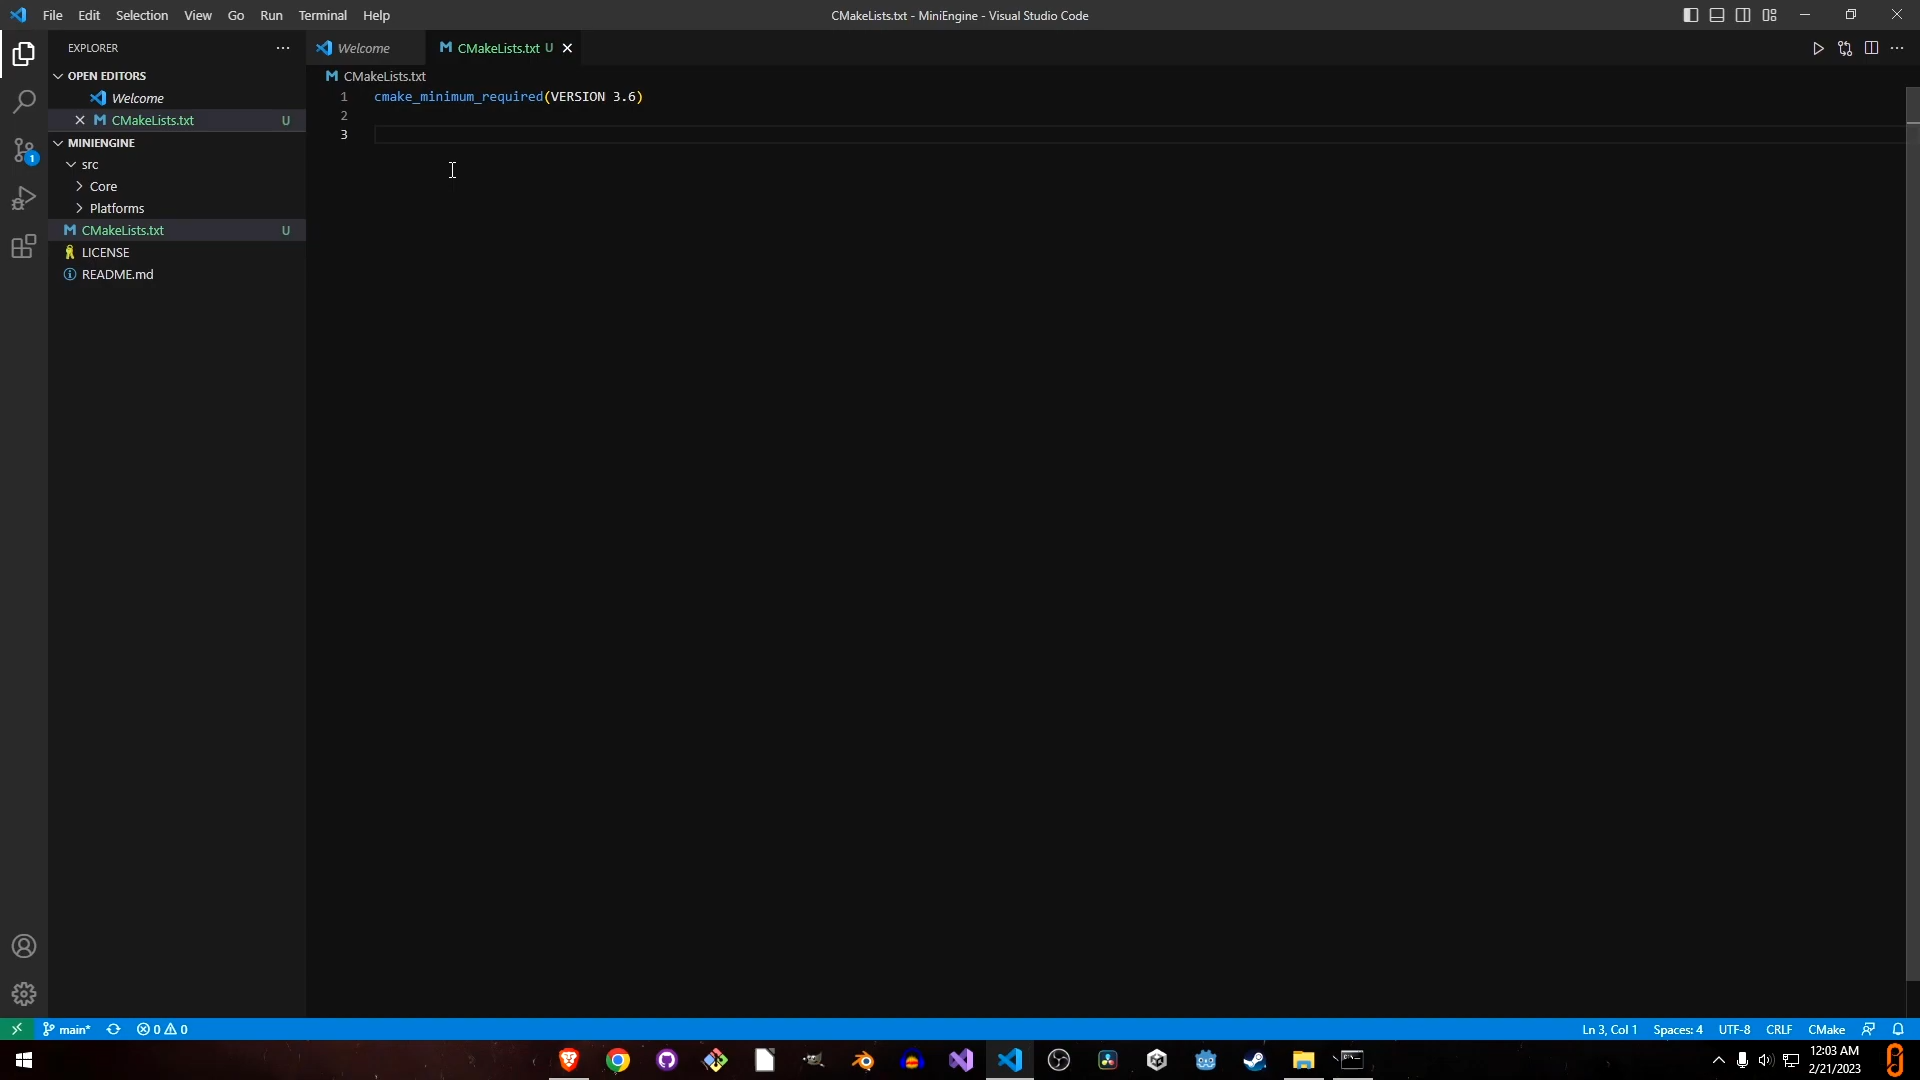 File Edit Selection View Go Run Terminal Help
CMakeLists.txt - MiniEngine - Visual Studio Code
EXPLORER
OPEN EDITORS
Welcome
CMakeLists.txt U
MINIENGINE
src
Core
Platforms
CMakeLists.txt U
LICENSE
README.md
Welcome
CMakeLists.txt U
CMakeLists.txt
1 cmake_minimum_required(VERSION 3.6)
2
3
1
main* 0 0
Ln 3, Col 1 Spaces: 4 UTF-8 CRLF CMake
12:03 AM
2/21/2023